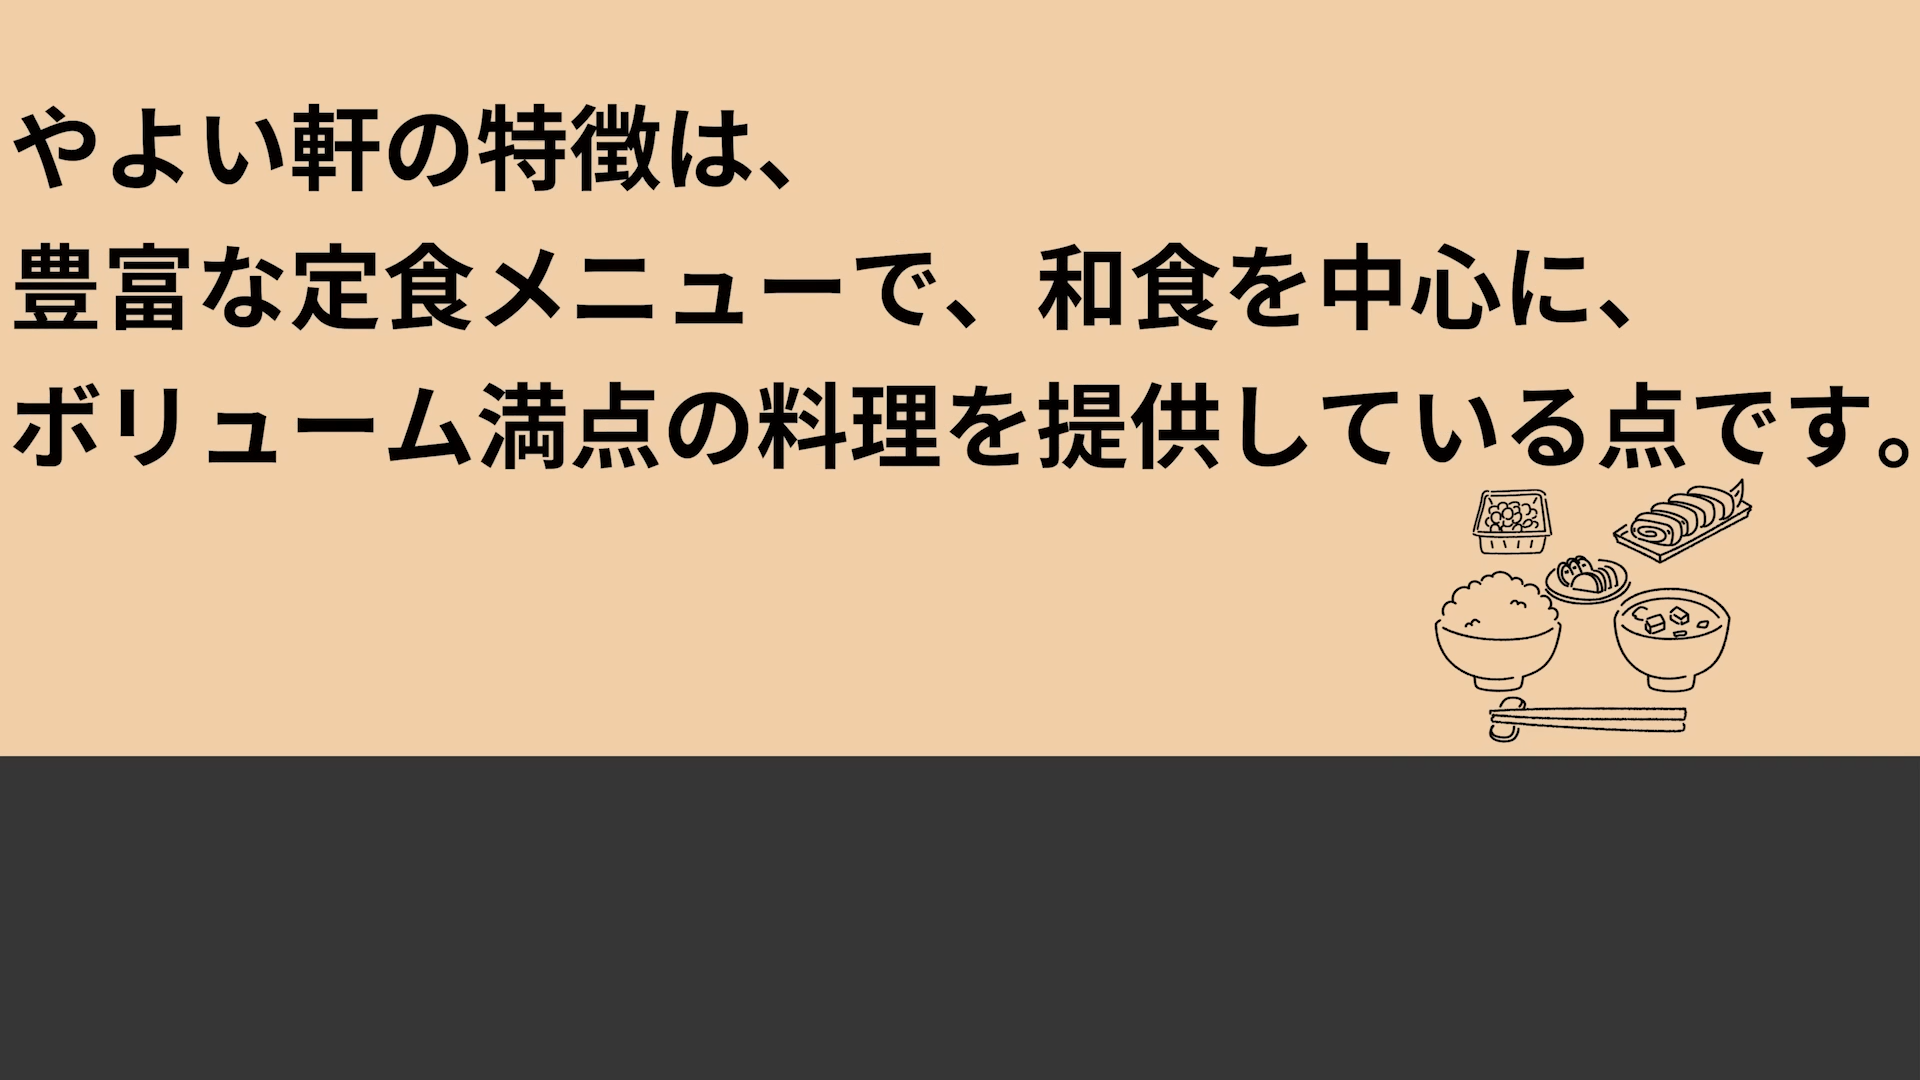 やよい軒の特徴は、
豊富な定食メニューで、和食を中心に、
ボリューム満点の料理を提供している点です。